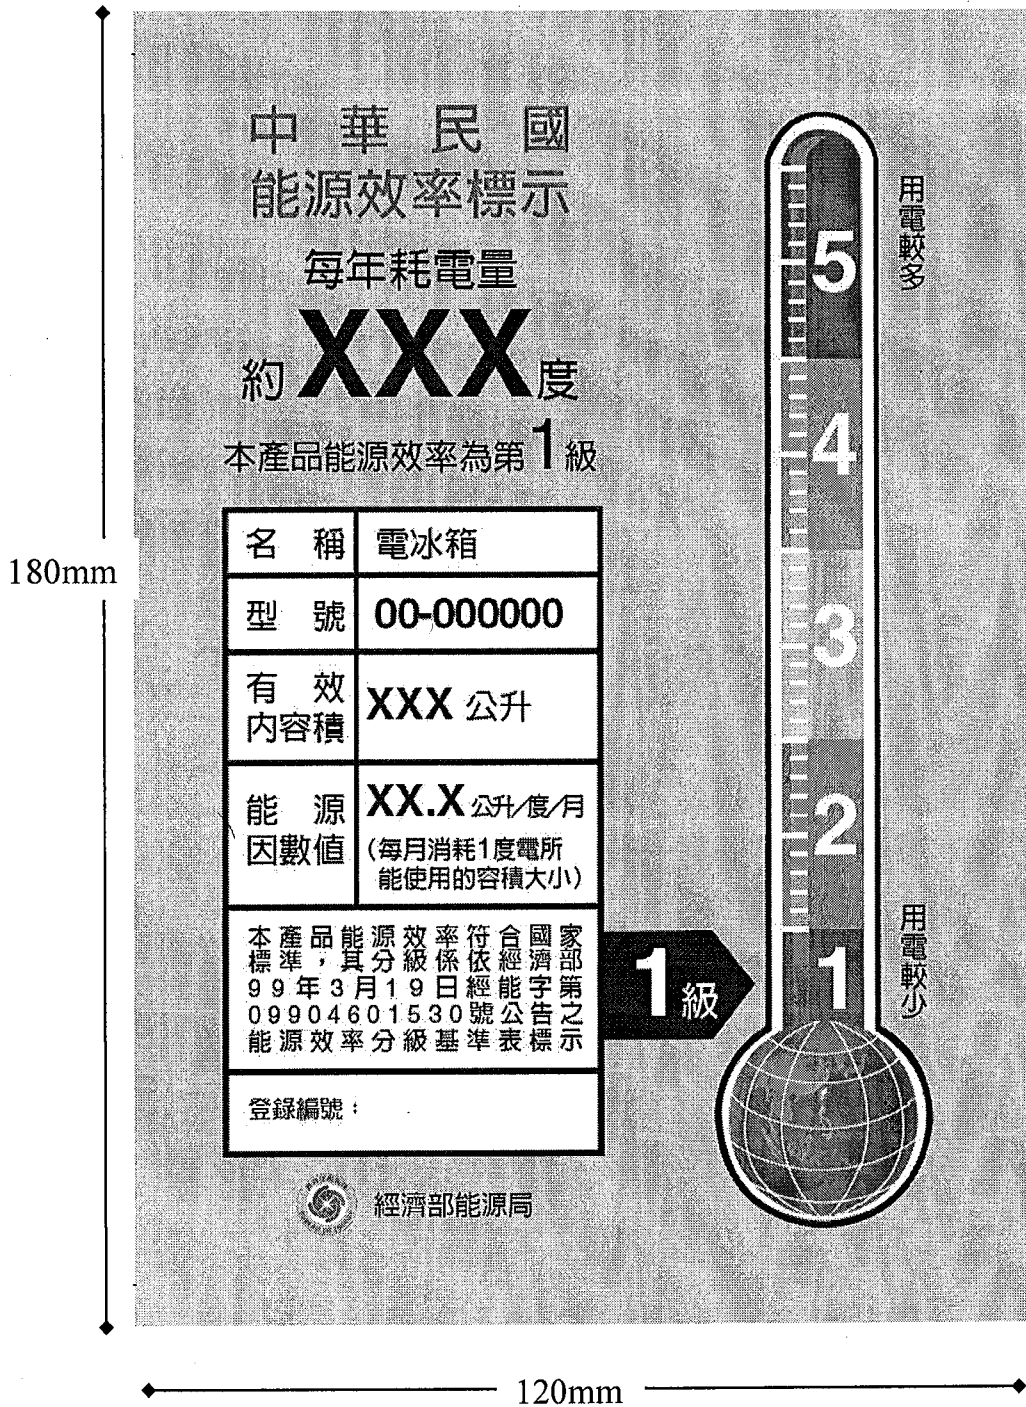 中華民國
能源效率標示
每年耗電量
約XXX度
本產品能源效率為第1級
名稱 電冰箱
型號 00-000000
有效
內容積
XXX 公升
能源
因數值
XX.X 公升/度/月
(每月消耗1度電所
能使用的容積大小)
本產品能源效率符合國家
標準,其分級係依經濟部
99年3月19日經能字第
09904601530號公告之
能源效率分級基準表標示
登錄編號:
經濟部能源局
1級
用電較多
5
4
3
2
1
用電較少
180mm
120mm